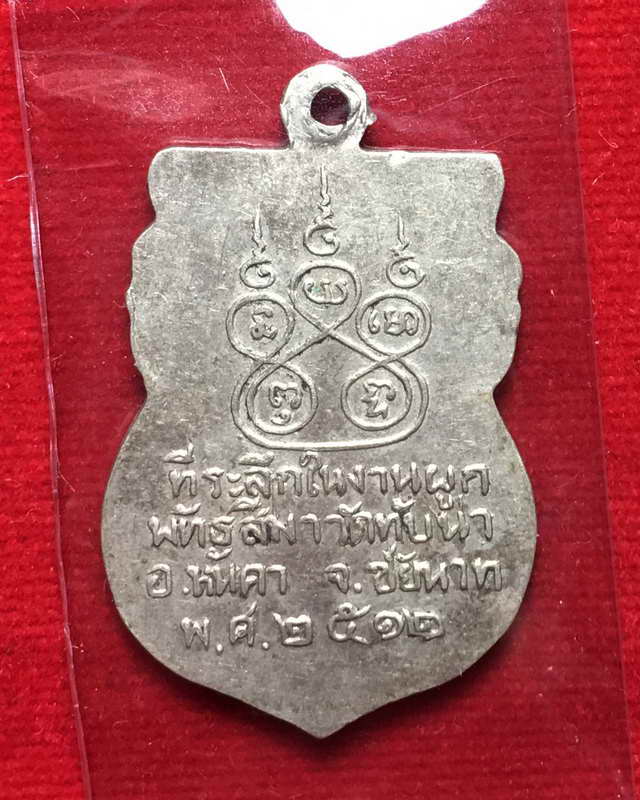 ที่ระลึกในงานผูก
พัทธสีมาวัดทับนา
อ.หันคา จ.ชัยนาท
พ.ศ.๒๕๑๒